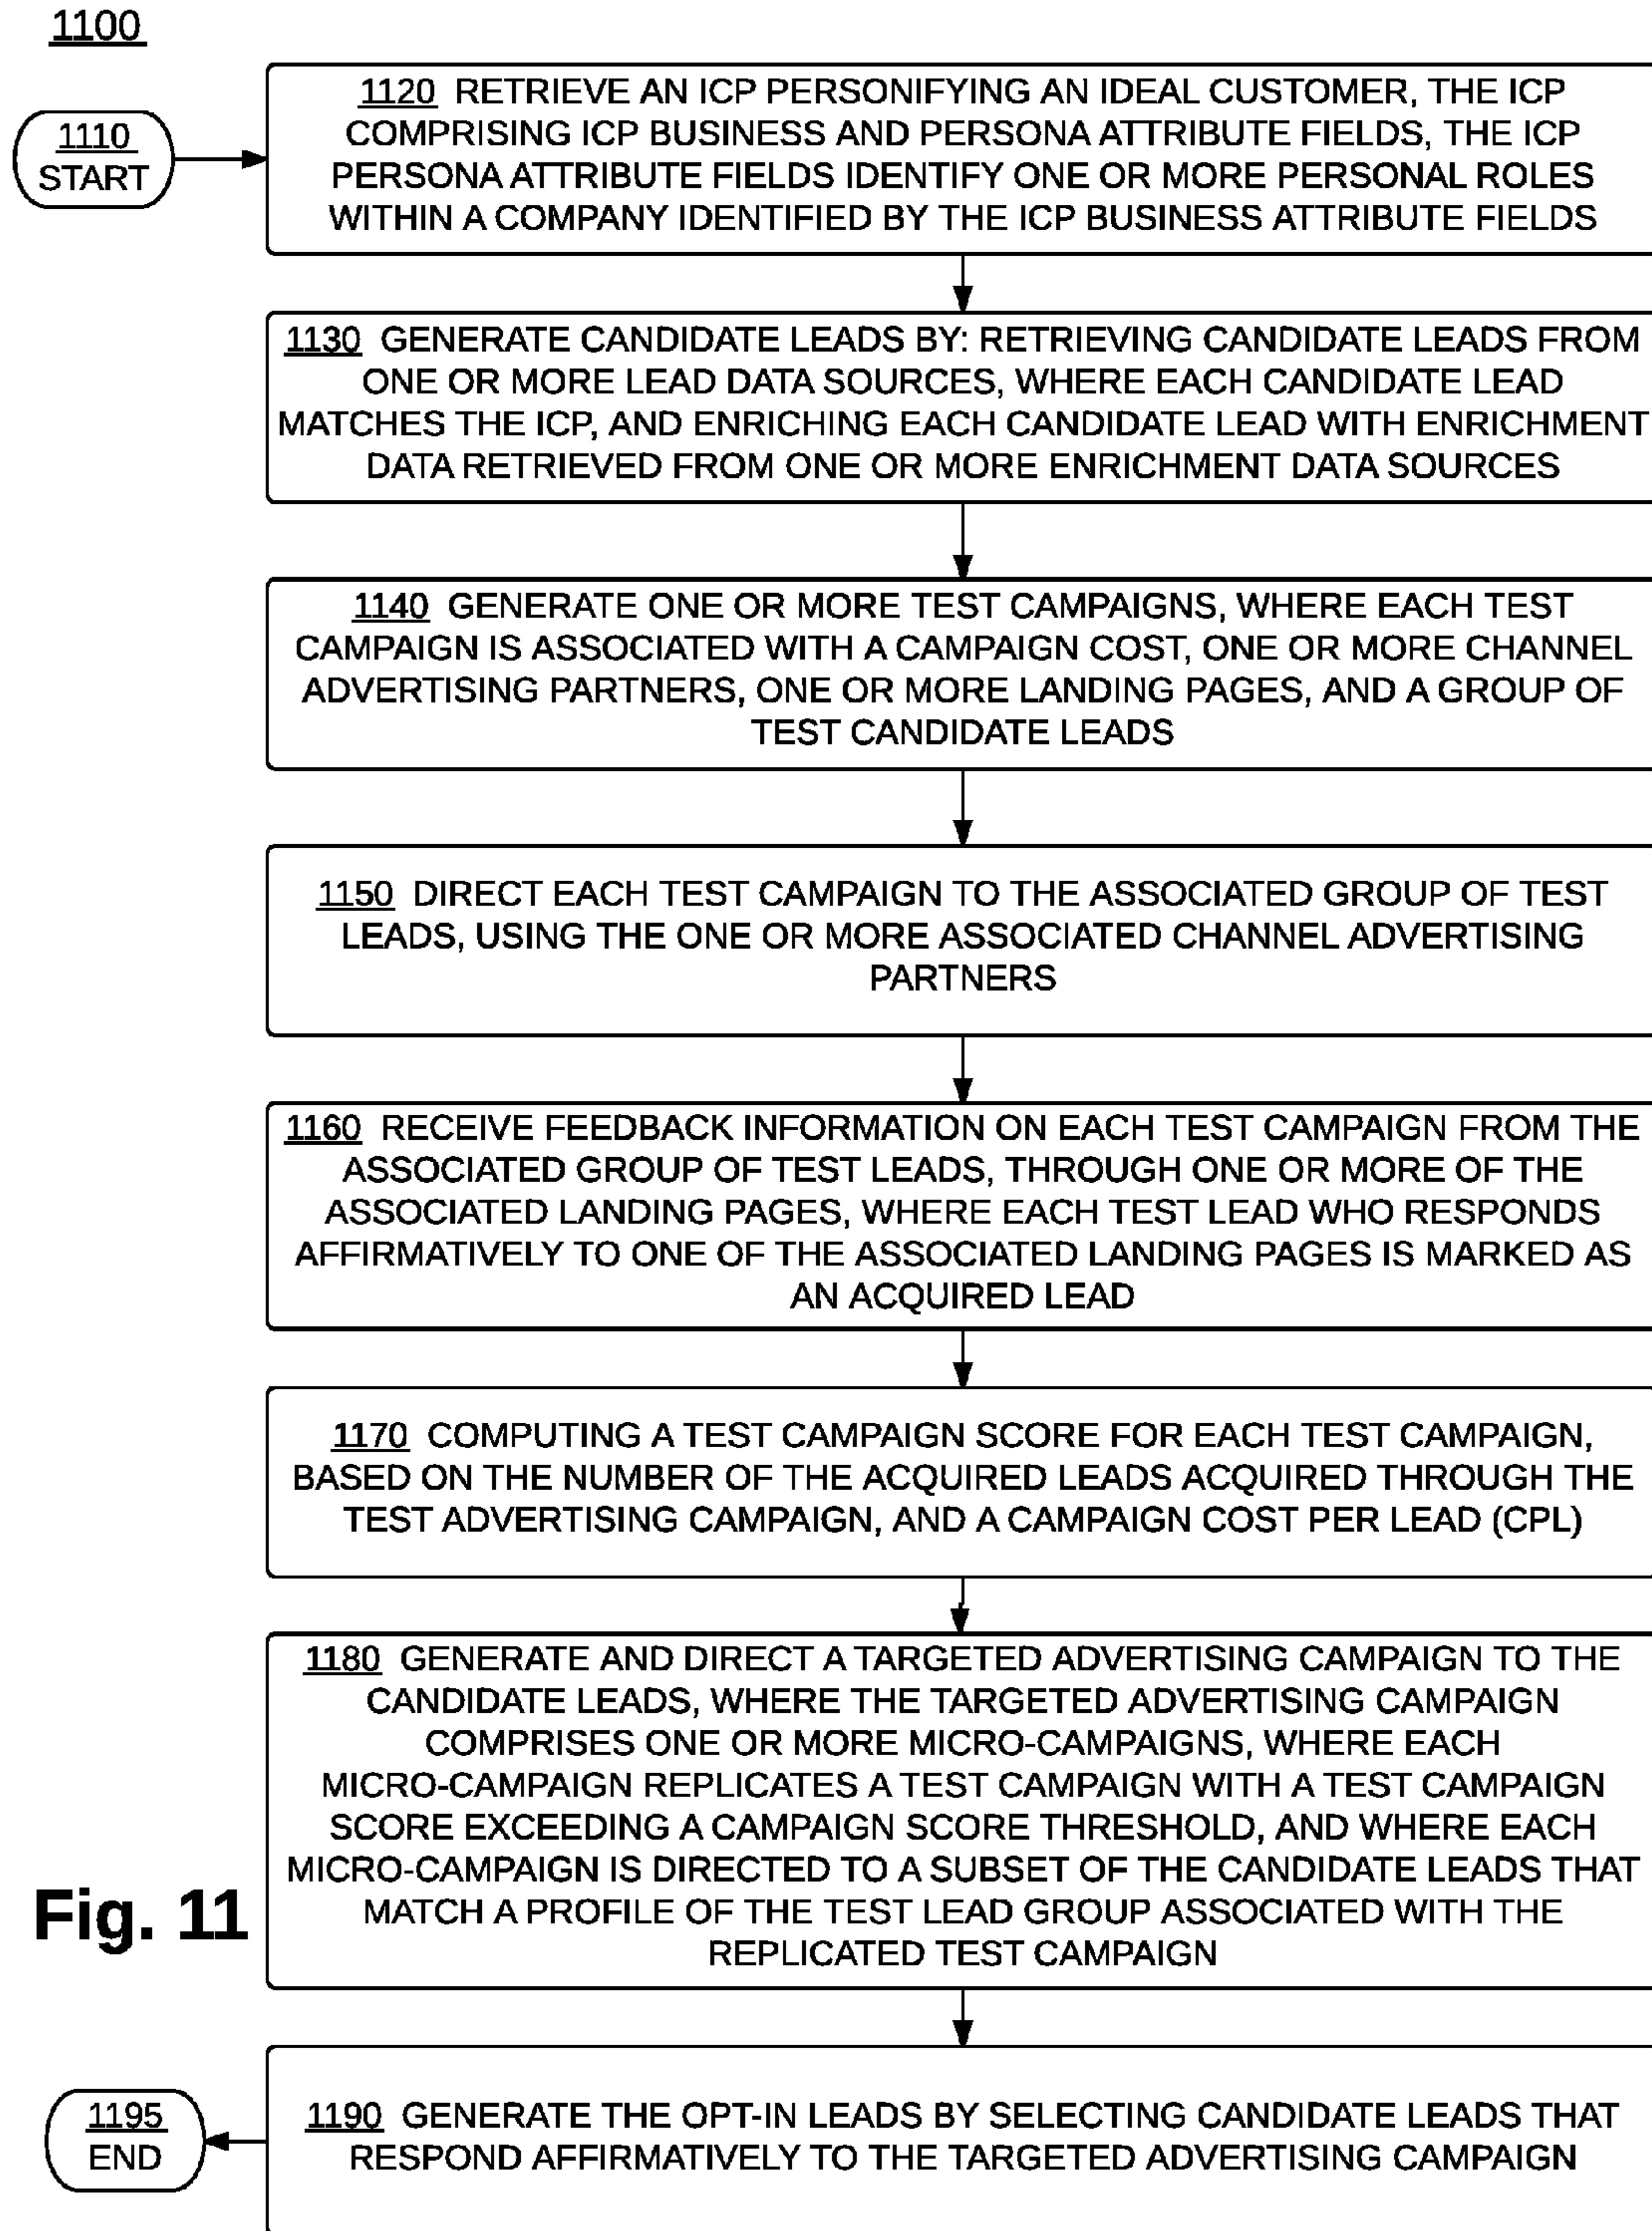 1100
1110
START
1120 RETRIEVE AN ICP PERSONIFYING AN IDEAL CUSTOMER, THE ICP
COMPRISING ICP BUSINESS AND PERSONA ATTRIBUTE FIELDS, THE ICP
PERSONA ATTRIBUTE FIELDS IDENTIFY ONE OR MORE PERSONAL ROLES
WITHIN A COMPANY IDENTIFIED BY THE ICP BUSINESS ATTRIBUTE FIELDS
1130 GENERATE CANDIDATE LEADS BY: RETRIEVING CANDIDATE LEADS FROM
ONE OR MORE LEAD DATA SOURCES, WHERE EACH CANDIDATE LEAD
MATCHES THE ICP, AND ENRICHING EACH CANDIDATE LEAD WITH ENRICHMENT
DATA RETRIEVED FROM ONE OR MORE ENRICHMENT DATA SOURCES
1140 GENERATE ONE OR MORE TEST CAMPAIGNS, WHERE EACH TEST
CAMPAIGN IS ASSOCIATED WITH A CAMPAIGN COST, ONE OR MORE CHANNEL
ADVERTISING PARTNERS, ONE OR MORE LANDING PAGES, AND A GROUP OF
TEST CANDIDATE LEADS
1150 DIRECT EACH TEST CAMPAIGN TO THE ASSOCIATED GROUP OF TEST
LEADS, USING THE ONE OR MORE ASSOCIATED CHANNEL ADVERTISING
PARTNERS
1160 RECEIVE FEEDBACK INFORMATION ON EACH TEST CAMPAIGN FROM THE
ASSOCIATED GROUP OF TEST LEADS, THROUGH ONE OR MORE OF THE
ASSOCIATED LANDING PAGES, WHERE EACH TEST LEAD WHO RESPONDS
AFFIRMATIVELY TO ONE OF THE ASSOCIATED LANDING PAGES IS MARKED AS
AN ACQUIRED LEAD
1170 COMPUTING A TEST CAMPAIGN SCORE FOR EACH TEST CAMPAIGN,
BASED ON THE NUMBER OF THE ACQUIRED LEADS ACQUIRED THROUGH THE
TEST ADVERTISING CAMPAIGN, AND A CAMPAIGN COST PER LEAD (CPL)
1180 GENERATE AND DIRECT A TARGETED ADVERTISING CAMPAIGN TO THE
CANDIDATE LEADS, WHERE THE TARGETED ADVERTISING CAMPAIGN
COMPRISES ONE OR MORE MICRO-CAMPAIGNS, WHERE EACH
MICRO-CAMPAIGN REPLICATES A TEST CAMPAIGN WITH A TEST CAMPAIGN
SCORE EXCEEDING A CAMPAIGN SCORE THRESHOLD, AND WHERE EACH
MICRO-CAMPAIGN IS DIRECTED TO A SUBSET OF THE CANDIDATE LEADS THAT
MATCH A PROFILE OF THE TEST LEAD GROUP ASSOCIATED WITH THE
REPLICATED TEST CAMPAIGN
Fig. 11
1190 GENERATE THE OPT-IN LEADS BY SELECTING CANDIDATE LEADS THAT
RESPOND AFFIRMATIVELY TO THE TARGETED ADVERTISING CAMPAIGN
1195
END